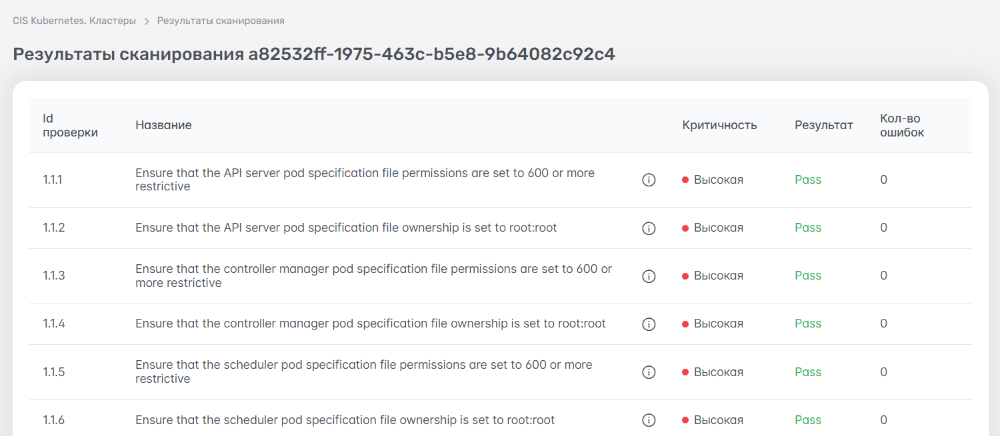 CIS Kubernetes. Кластеры > Результаты сканирования
Результаты сканирования a82532ff-1975-463c-b5e8-9b64082c92c4
Id проверки Название Критичность Результат Кол-во ошибок
1.1.1 Ensure that the API server pod specification file permissions are set to 600 or more
restrictive Высокая Pass 0
1.1.2 Ensure that the API server pod specification file ownership is set to root:root Высокая Pass 0
1.1.3 Ensure that the controller manager pod specification file permissions are set to 600 or
more restrictive Высокая Pass 0
1.1.4 Ensure that the controller manager pod specification file ownership is set to root:root Высокая Pass 0
1.1.5 Ensure that the scheduler pod specification file permissions are set to 600 or more
restrictive Высокая Pass 0
1.1.6 Ensure that the scheduler pod specification file ownership is set to root:root Высокая Pass 0